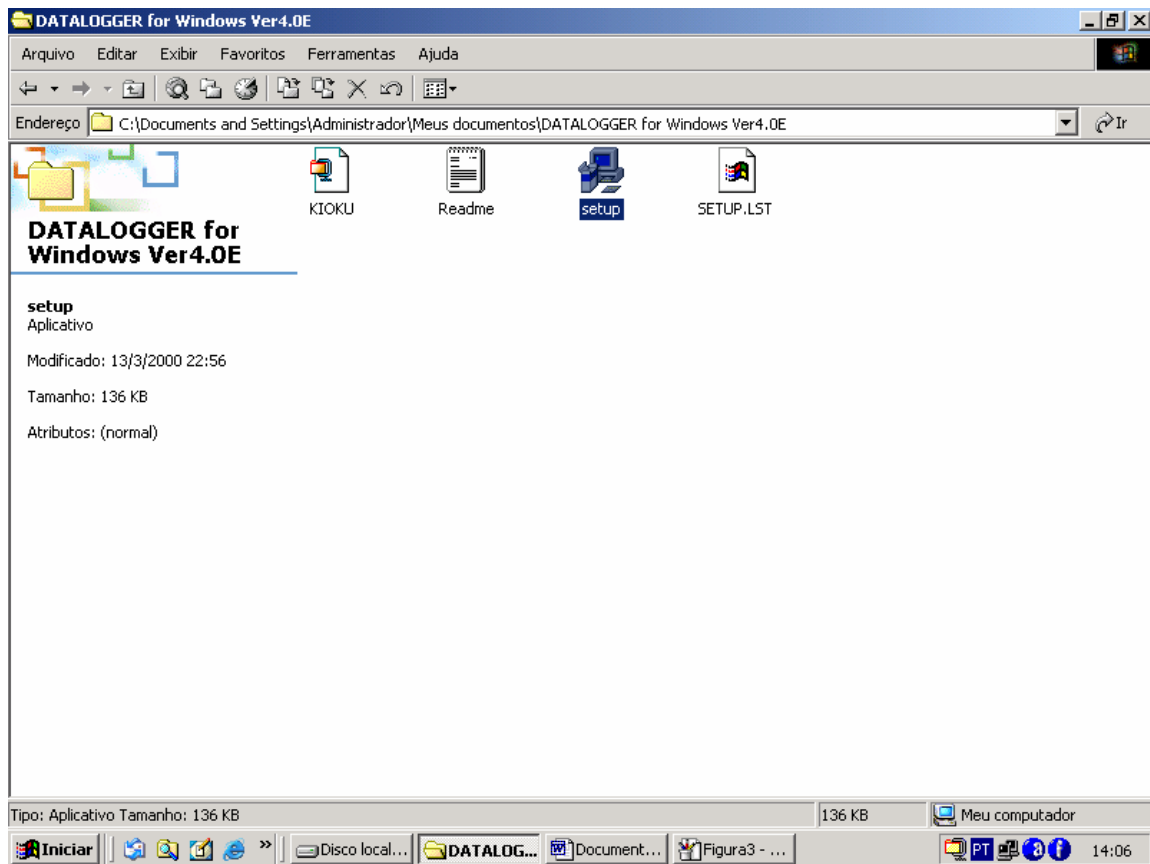 DATALOGGER for Windows Ver4.0E
Arquivo Editar Exibir Favoritos Ferramentas Ajuda
Endereço C:\Documents and Settings\Administrador\Meus documentos\DATALOGGER for Windows Ver4.0E Ir
KIOKU Readme setup SETUP.LST
DATALOGGER for
Windows Ver4.0E
setup
Aplicativo
Modificado: 13/3/2000 22:56
Tamanho: 136 KB
Atributos: (normal)
Tipo: Aplicativo Tamanho: 136 KB 136 KB Meu computador
Iniciar » Disco local... DATALOG... Document... Figura3 - ... PT 14:06